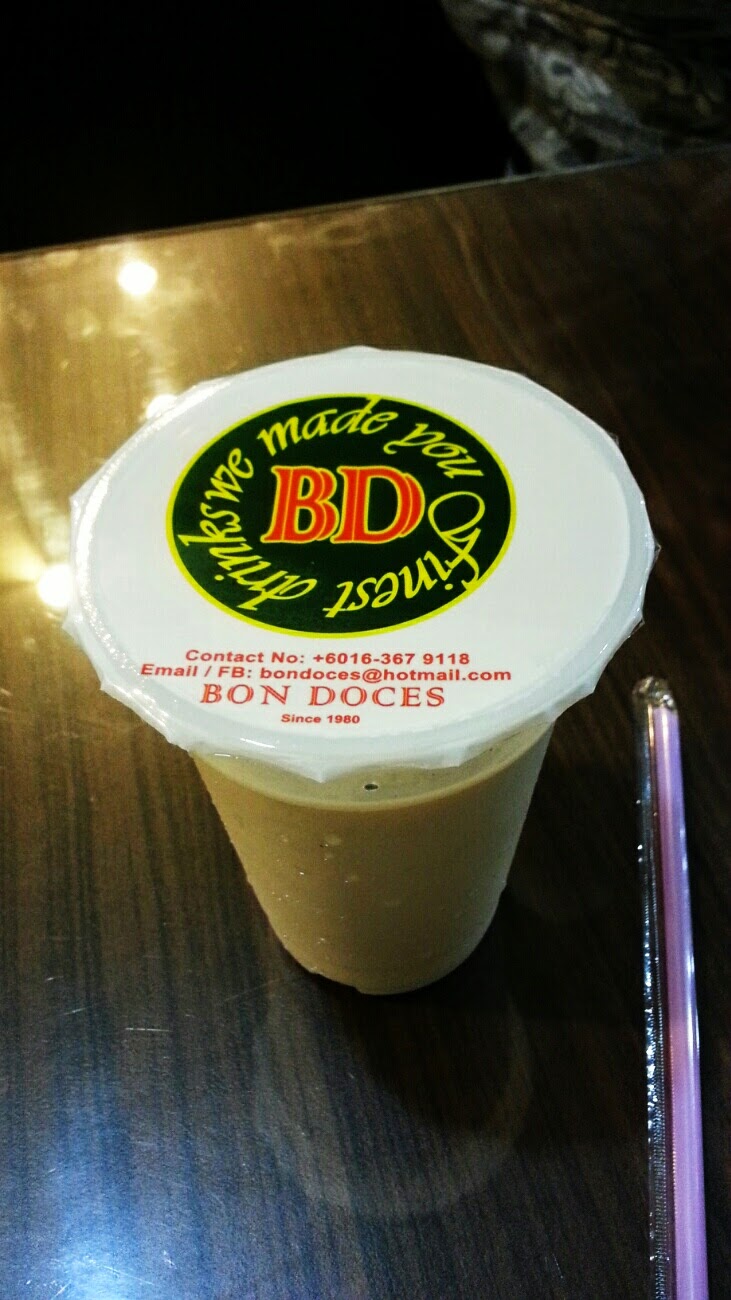 we made you Finest drinks
BD
Contact No: +6016-367 9118
Email / FB: bondoces@hotmail.com
BON DOCES
Since 1980